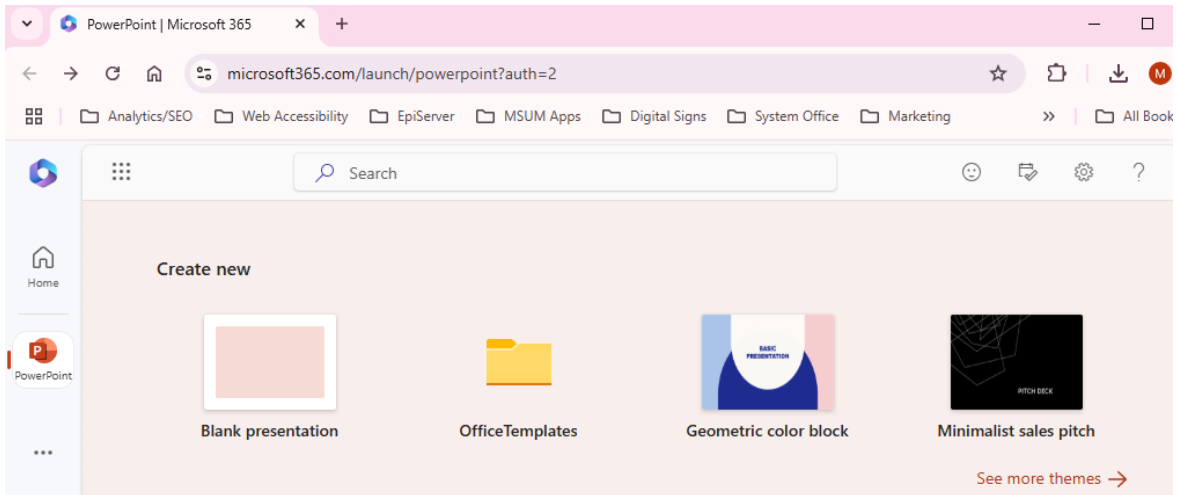 PowerPoint | Microsoft 365
microsoft365.com/launch/powerpoint?auth=2
M
Analytics/SEO Web Accessibility EpiServer MSUM Apps Digital Signs System Office Marketing » All Book
Search
Home
Create new
P
PowerPoint
BASIC
PRESENTATION
PITCH DECK
Blank presentation OfficeTemplates Geometric color block Minimalist sales pitch
See more themes →